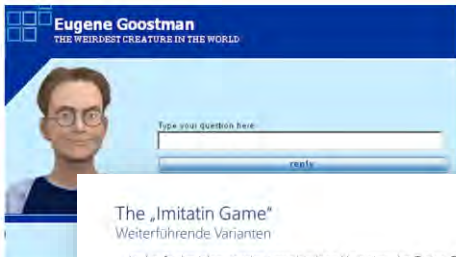 Eugene Goostman
THE WEIRDEST CREATURE IN THE WORLD
Type your question here:
reply
The „Imitatin Game“
Weiterführende Varianten